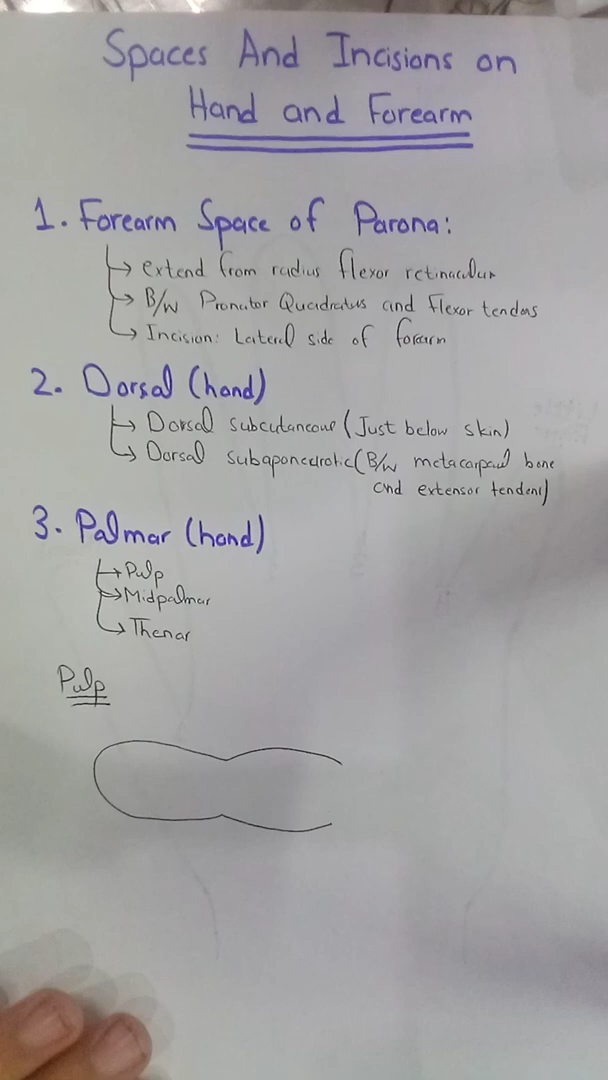 Spaces And Incisions on
Hand and Forearm
1. Forearm Space of Parona:
extend from radius flexor retinaculum
B/W Pronator Quadratus and Flexor tendons
Incision: Lateral side of forearm
2. Dorsal (hand)
Dorsal subcutaneous (Just below skin)
Dorsal subaponeurotic (B/W metacarpal bone
and extensor tendons)
3. Palmar (hand)
Pulp
Midpalmar
Thenar
Pulp